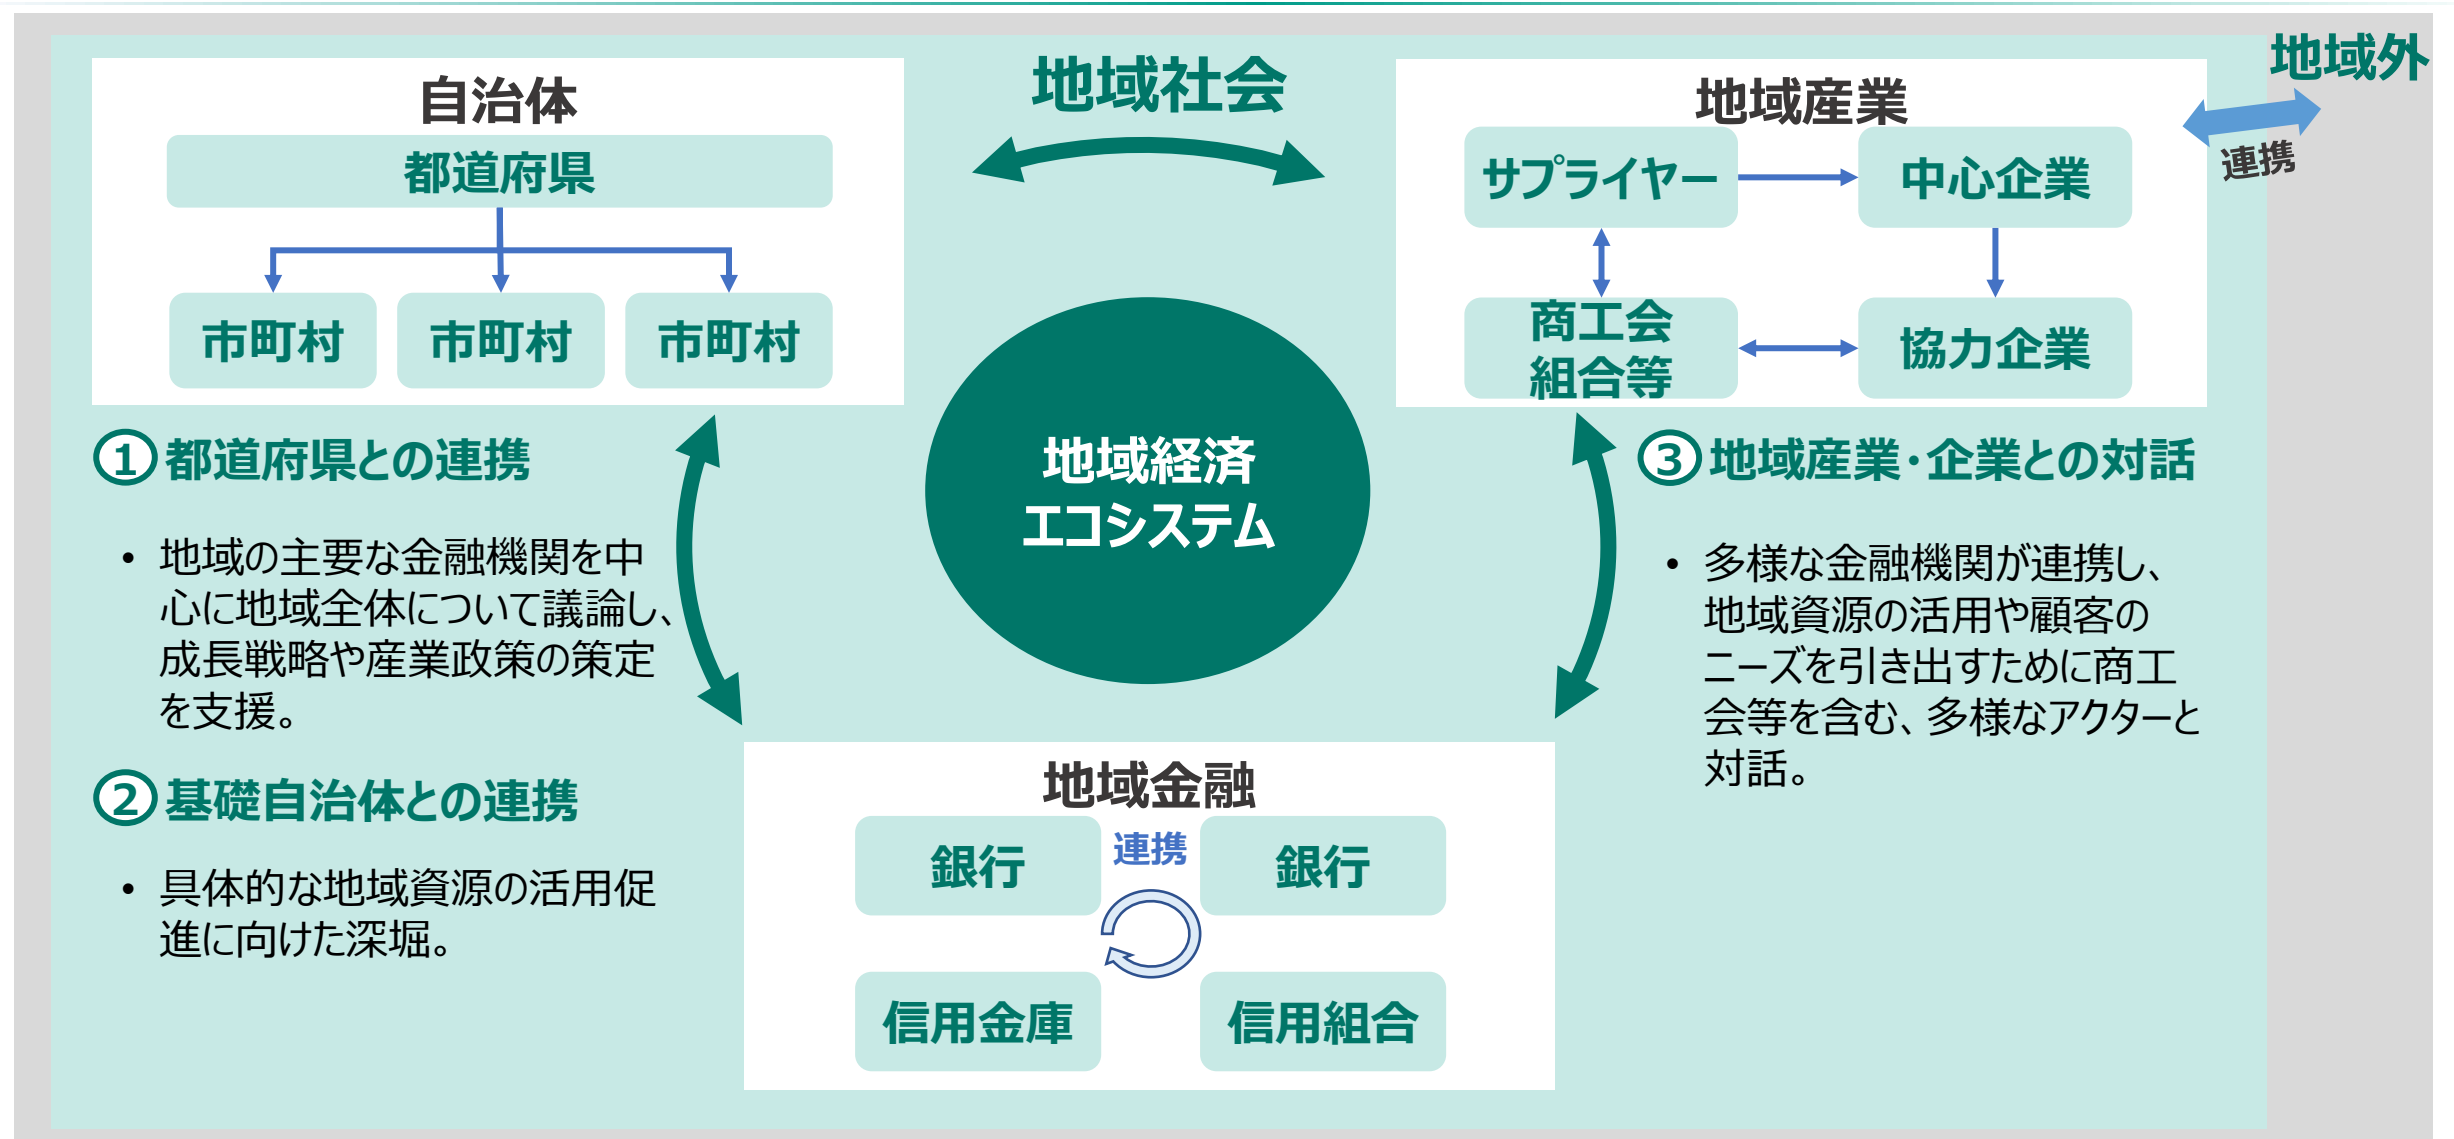 地域社会
地域外
連携
自治体
都道府県
市町村
市町村
市町村
地域産業
サプライヤー
中心企業
商工会
組合等
協力企業
地域経済
エコシステム
① 都道府県との連携
• 地域の主要な金融機関を中
心に地域全体について議論し、
成長戦略や産業政策の策定
を支援。
② 基礎自治体との連携
• 具体的な地域資源の活用促
進に向けた深堀。
③ 地域産業・企業との対話
• 多様な金融機関が連携し、
地域資源の活用や顧客の
ニーズを引き出すために商工
会等を含む、多様なアクターと
対話。
地域金融
銀行
連携
銀行
信用金庫
信用組合